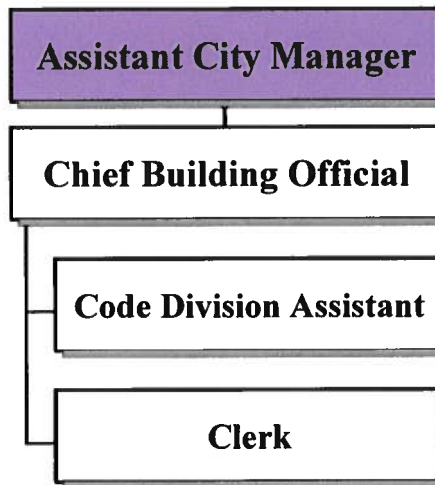 Assistant City Manager
Chief Building Official
Code Division Assistant
Clerk